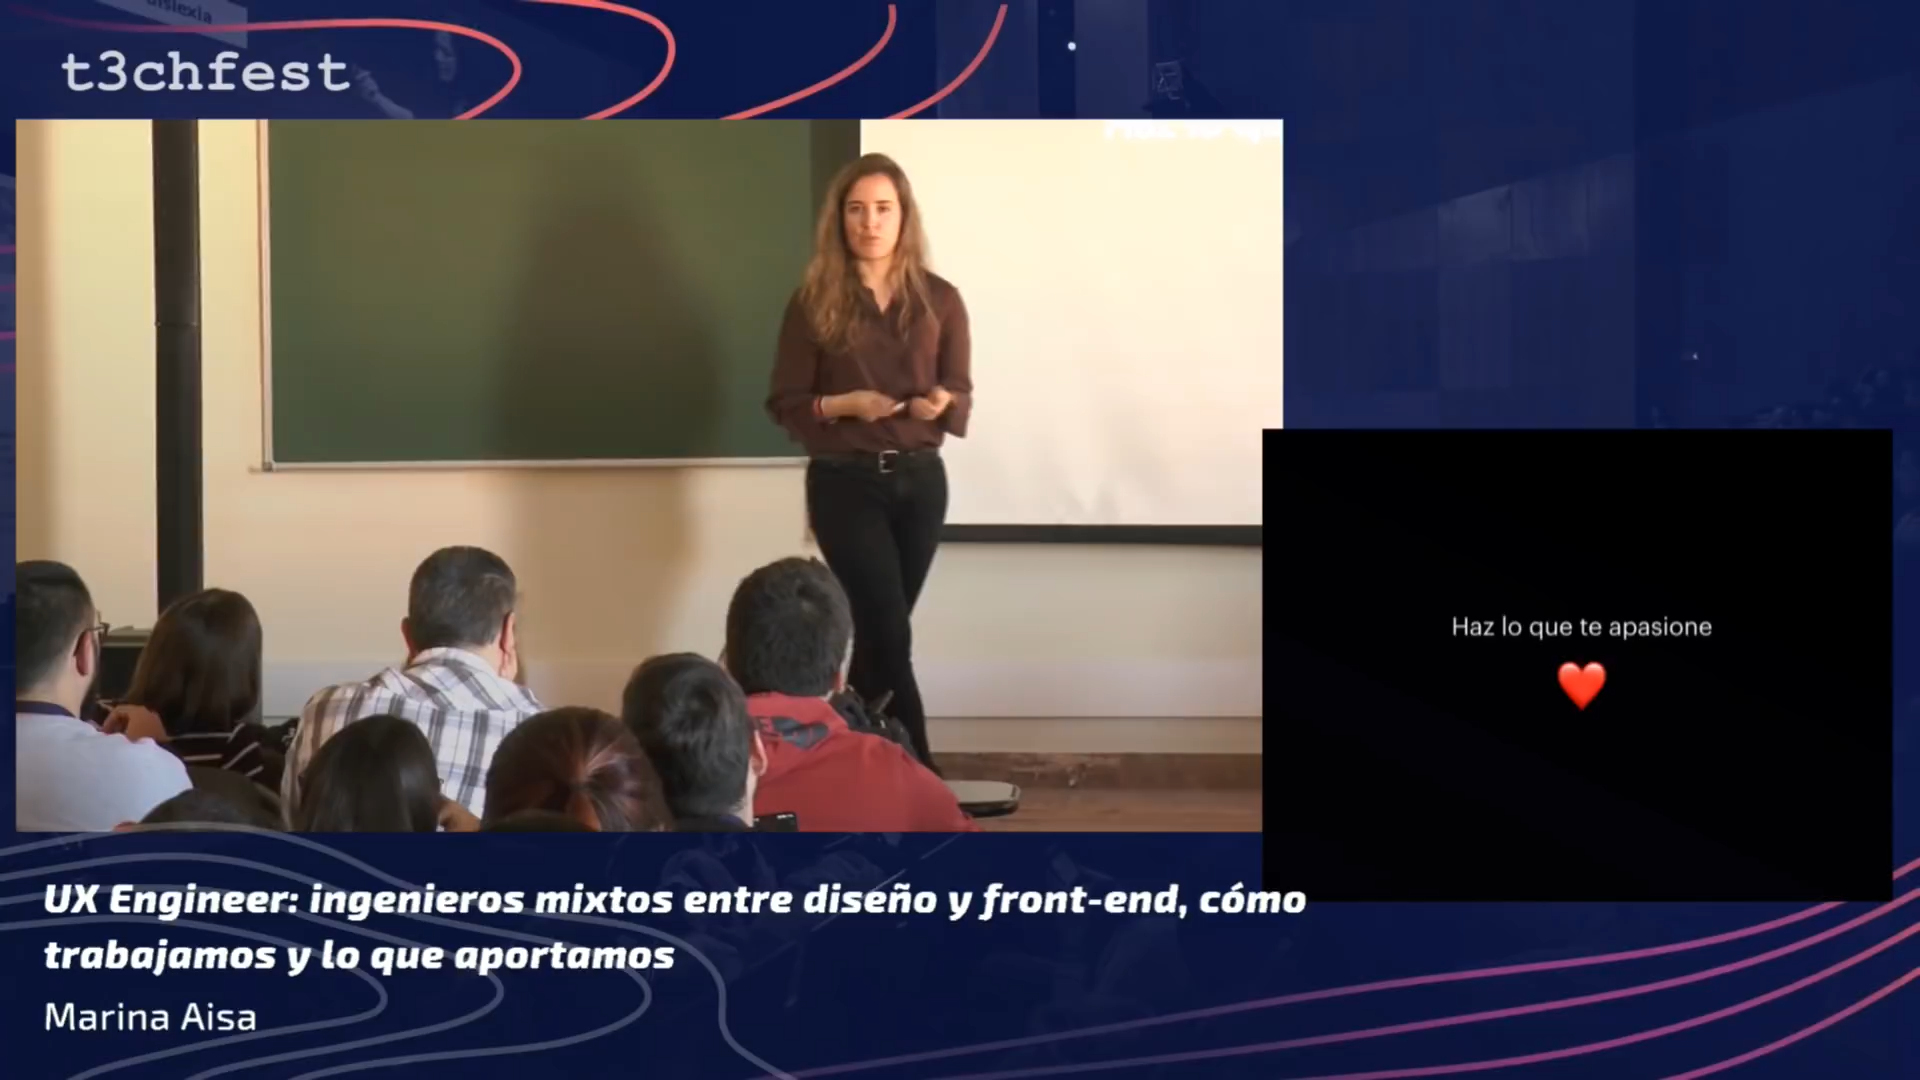 dislexia
t3chfest
Haz lo que te apasione
UX Engineer: ingenieros mixtos entre diseño y front-end, cómo
trabajamos y lo que aportamos
Marina Aisa